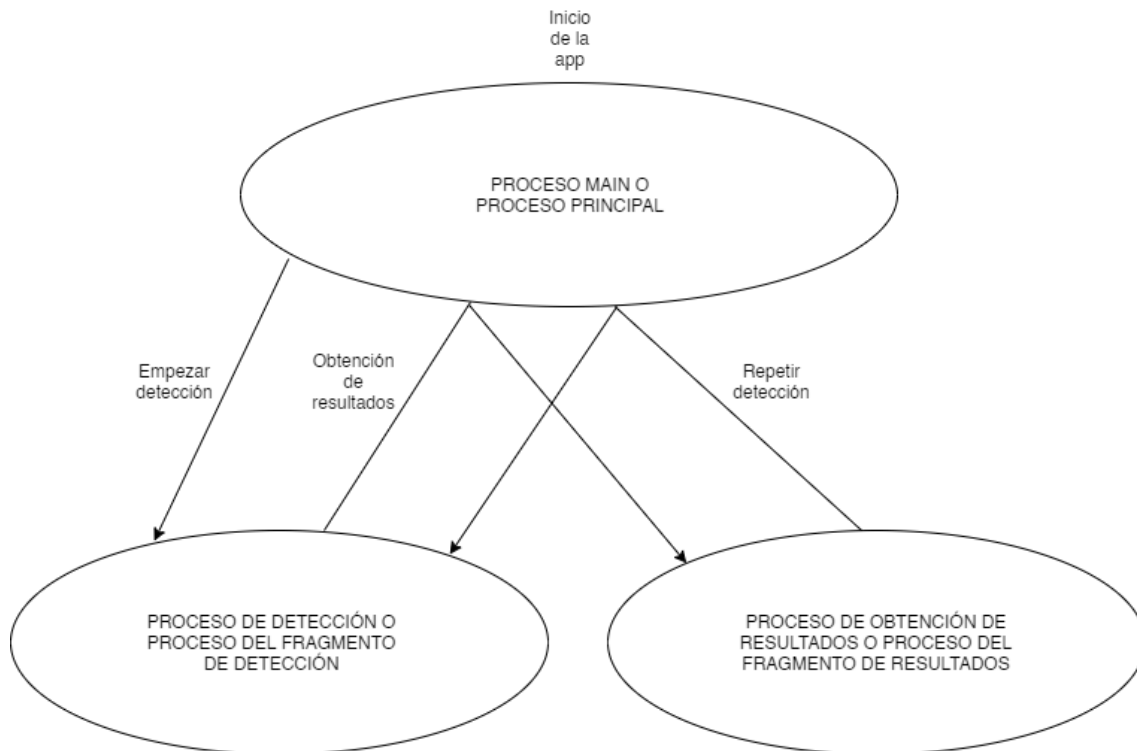 Inicio
de la
app
PROCESO MAIN O
PROCESO PRINCIPAL
Empezar
detección
Obtención
de
resultados
Repetir
detección
PROCESO DE DETECCIÓN O
PROCESO DEL FRAGMENTO
DE DETECCIÓN
PROCESO DE OBTENCIÓN DE
RESULTADOS O PROCESO DEL
FRAGMENTO DE RESULTADOS